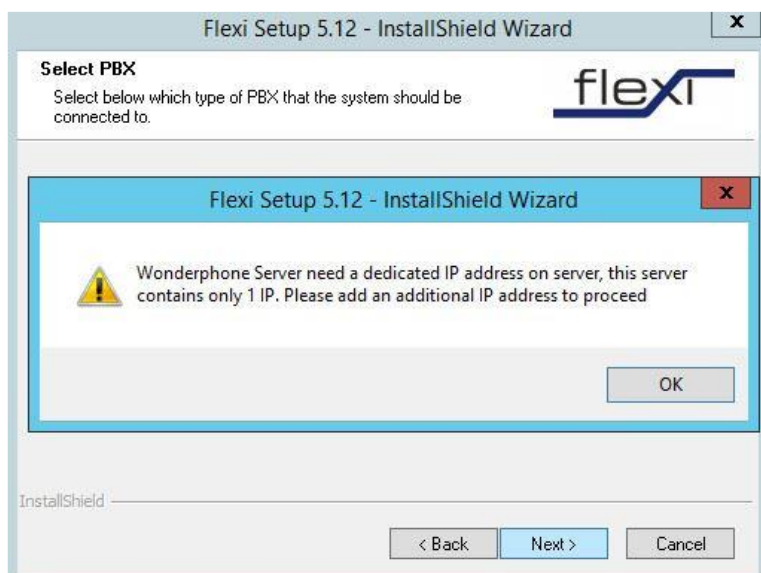 Flexi Setup 5.12 - InstallShield Wizard
x
Select PBX
Select below which type of PBX that the system should be
connected to.
flexi
Flexi Setup 5.12 - InstallShield Wizard
x
Wonderphone Server need a dedicated IP address on server, this server
contains only 1 IP. Please add an additional IP address to proceed
OK
InstallShield
< Back
Next >
Cancel